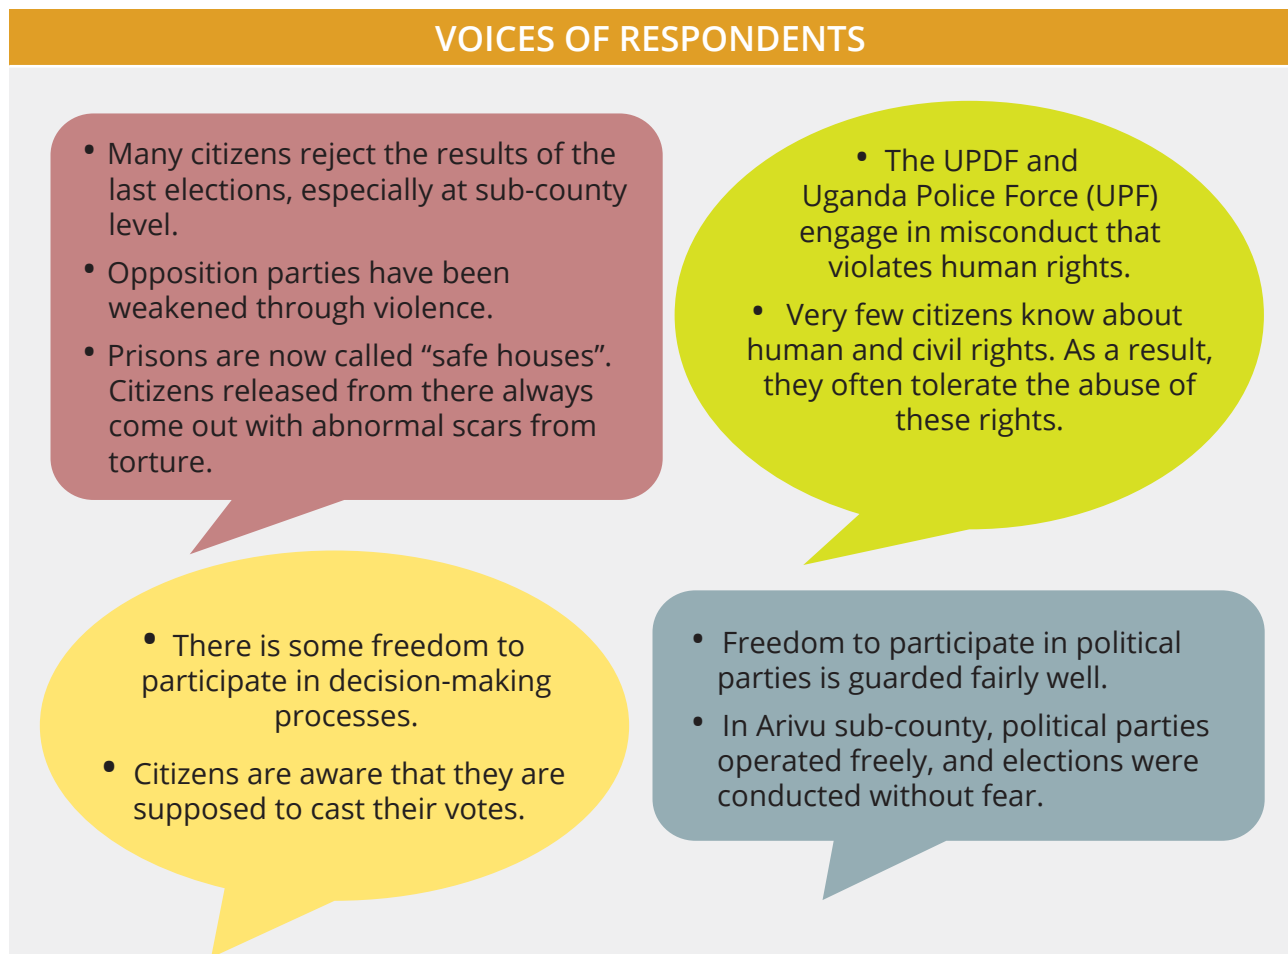 VOICES OF RESPONDENTS
• Many citizens reject the results of the
last elections, especially at sub-county
level.
• Opposition parties have been
weakened through violence.
• Prisons are now called “safe houses”.
Citizens released from there always
come out with abnormal scars from
torture.
• The UPDF and
Uganda Police Force (UPF)
engage in misconduct that
violates human rights.
• Very few citizens know about
human and civil rights. As a result,
they often tolerate the abuse of
these rights.
• There is some freedom to
participate in decision-making
processes.
• Citizens are aware that they are
supposed to cast their votes.
• Freedom to participate in political
parties is guarded fairly well.
• In Arivu sub-county, political parties
operated freely, and elections were
conducted without fear.